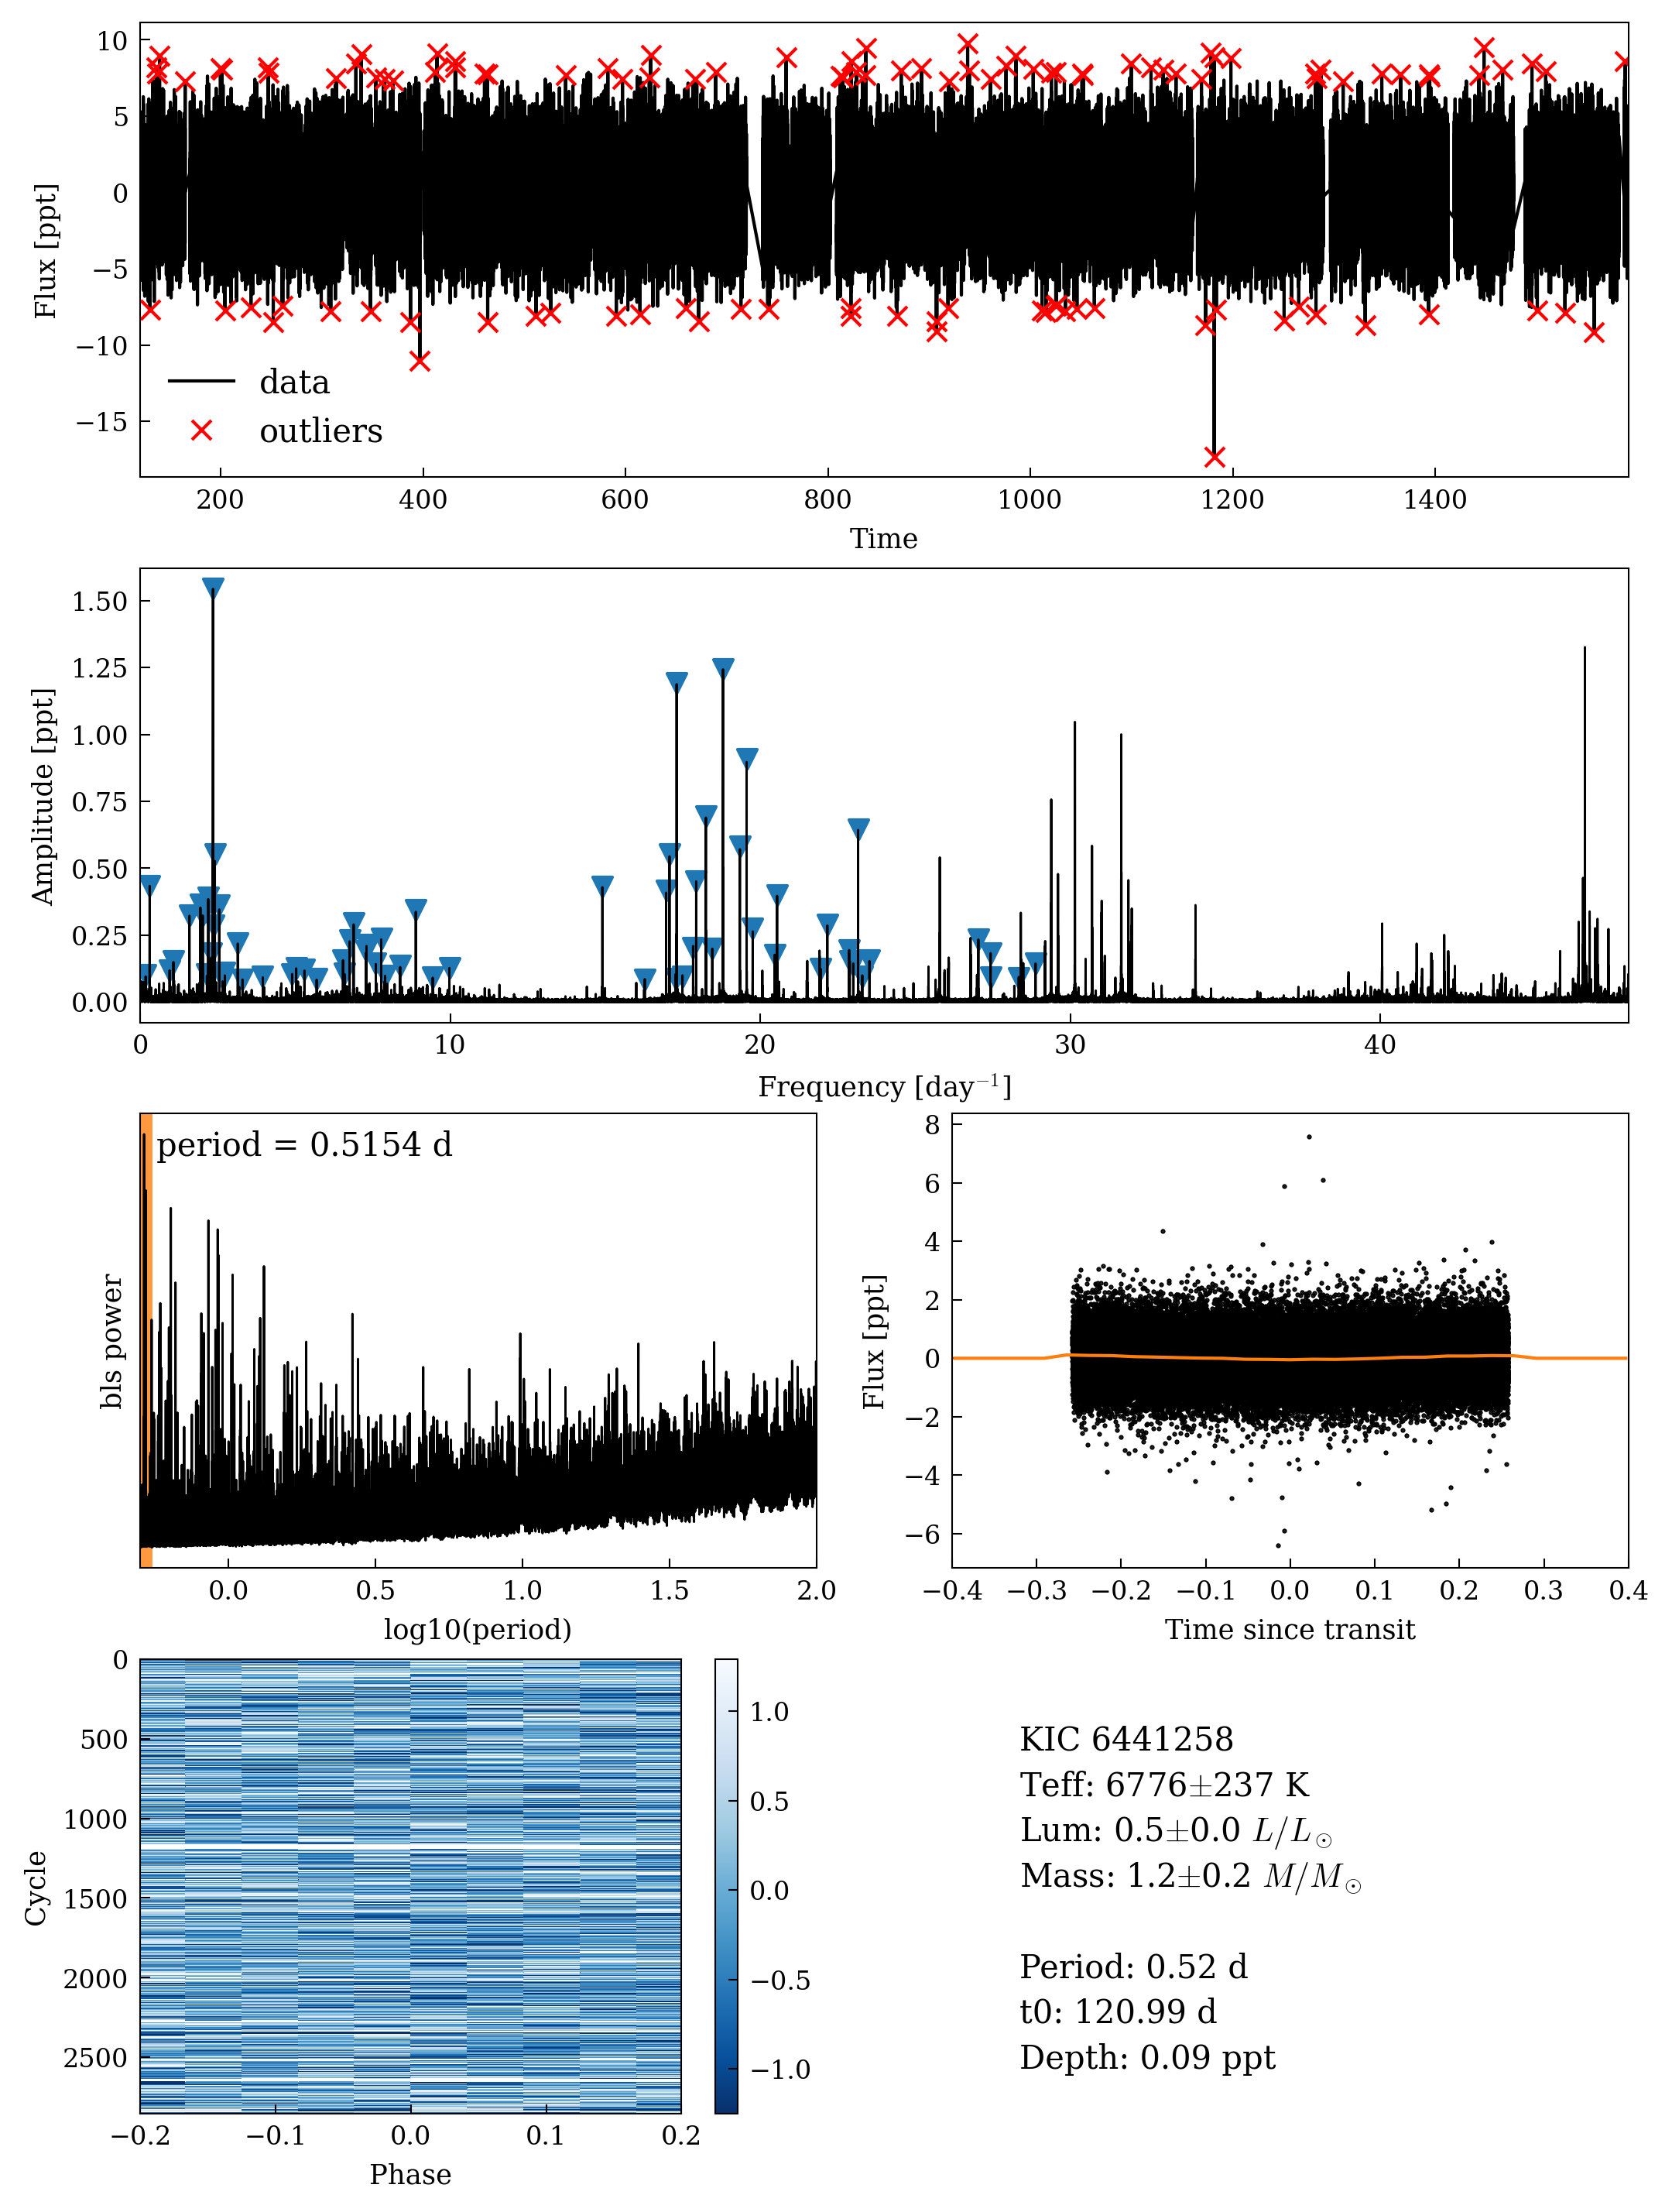 10
5
0
−5
−10
−15
Flux [ppt]
data
outliers
200 400 600 800 1000 1200 1400
Time
1.50
1.25
1.00
0.75
0.50
0.25
0.00
Amplitude [ppt]
0 10 20 30 40
Frequency [day⁻¹]
period = 0.5154 d
bls power
0.0 0.5 1.0 1.5 2.0
log10(period)
8
6
4
2
0
−2
−4
−6
Flux [ppt]
−0.4 −0.3 −0.2 −0.1 0.0 0.1 0.2 0.3 0.4
Time since transit
0
500
1000
1500
2000
2500
Cycle
−0.2 −0.1 0.0 0.1 0.2
Phase
1.0
0.5
0.0
−0.5
−1.0
KIC 6441258
Teff: 6776±237 K
Lum: 0.5±0.0 L/L⊙
Mass: 1.2±0.2 M/M⊙
Period: 0.52 d
t0: 120.99 d
Depth: 0.09 ppt